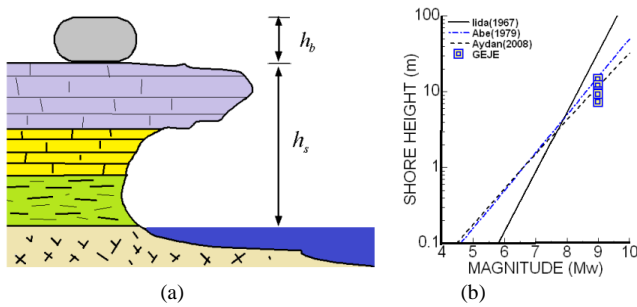 h_b
h_s
(a)
(b)
SHORE HEIGHT (m)
100
10
1
0.1
Iida(1967)
Abe(1979)
Aydan(2008)
GEJE
4 5 6 7 8 9 10
MAGNITUDE (Mw)
(a)
(b)